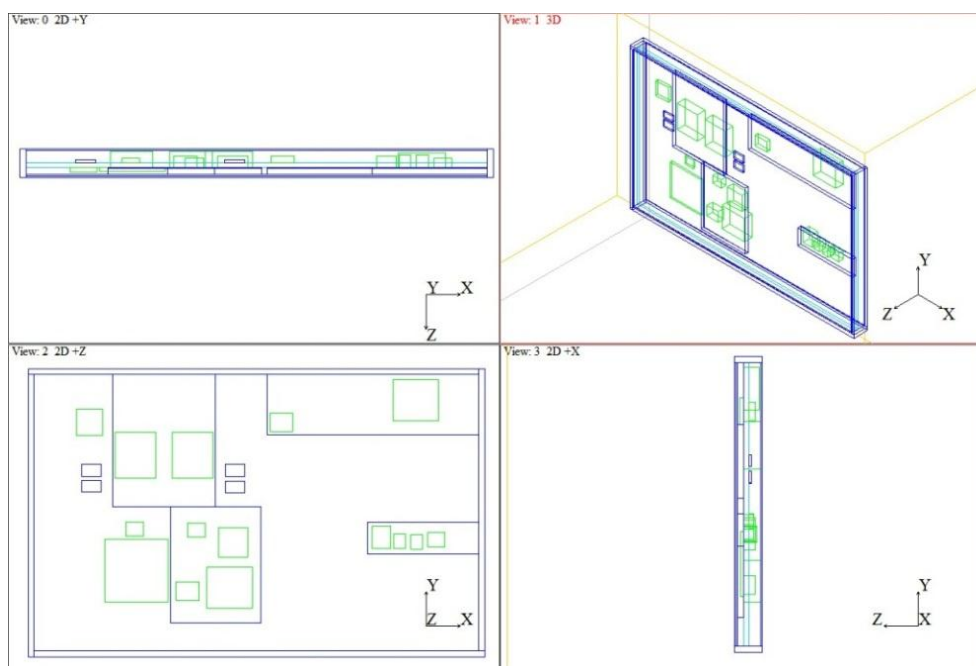 View: 0 2D +Y
Y X
Z
View: 1 3D
Y
Z X
View: 2 2D +Z
Y
Z X
View: 3 2D +X
Y
Z X